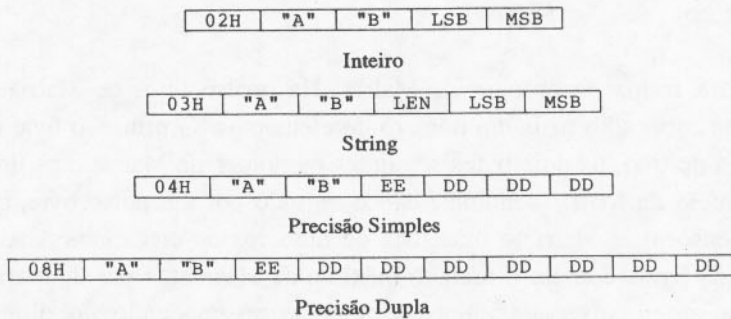 02H "A" "B" LSB MSB
Inteiro
03H "A" "B" LEN LSB MSB
String
04H "A" "B" EE DD DD DD
Precisão Simples
08H "A" "B" EE DD DD DD DD DD DD DD
Precisão Dupla